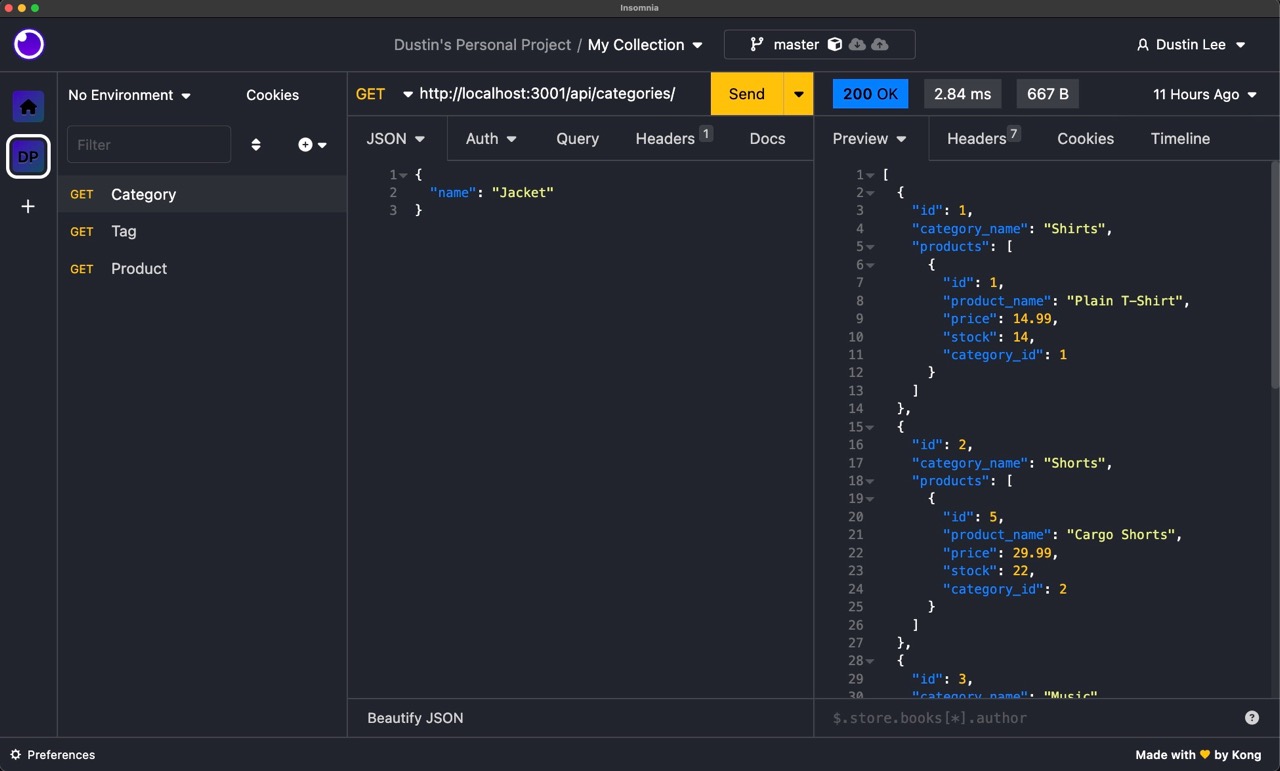 Insomnia
Dustin's Personal Project / My Collection
master
Dustin Lee
DP
No Environment
Cookies
Filter
GET Category
GET Tag
GET Product
GET http://localhost:3001/api/categories/
Send
JSON Auth Query Headers 1 Docs
1 {
2 "name": "Jacket"
3 }
Beautify JSON
200 OK 2.84 ms 667 B 11 Hours Ago
Preview Headers 7 Cookies Timeline
1 [
2 {
3 "id": 1,
4 "category_name": "Shirts",
5 "products": [
6 {
7 "id": 1,
8 "product_name": "Plain T-Shirt",
9 "price": 14.99,
10 "stock": 14,
11 "category_id": 1
12 }
13 ]
14 },
15 {
16 "id": 2,
17 "category_name": "Shorts",
18 "products": [
19 {
20 "id": 5,
21 "product_name": "Cargo Shorts",
22 "price": 29.99,
23 "stock": 22,
24 "category_id": 2
25 }
26 ]
27 },
28 {
29 "id": 3,
30 "category_name": "Music"
$.store.books[*].author
?
Preferences
Made with by Kong